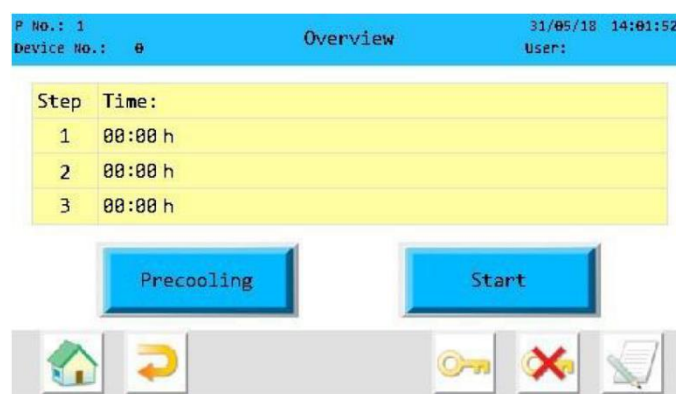 P No.: 1
Overview
31/05/18 14:01:52
Device No.: 0
User:
Step Time:
1 00:00 h
2 00:00 h
3 00:00 h
Precooling
Start